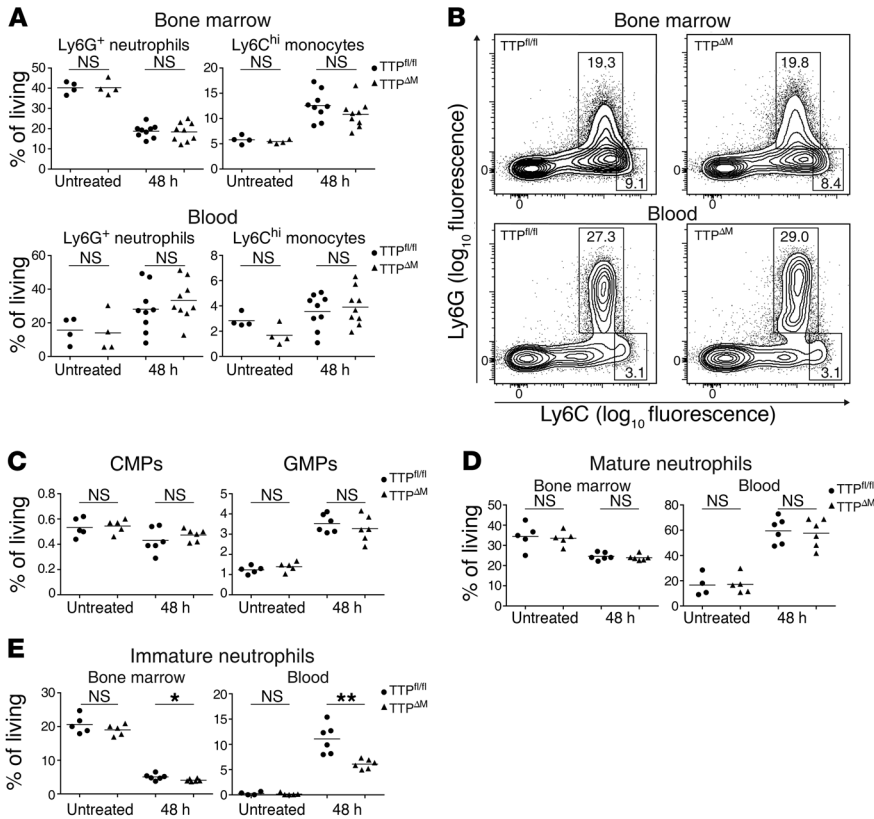 A
Bone marrow
Ly6G+ neutrophils
Ly6Chi monocytes
TTPfl/fl
TTPΔM
NS NS NS NS
% of living
50
40
30
20
10
0
20
15
10
5
0
Untreated 48 h Untreated 48 h
Blood
Ly6G+ neutrophils
Ly6Chi monocytes
TTPfl/fl
TTPΔM
NS NS NS NS
% of living
60
40
20
0
8
6
4
2
0
Untreated 48 h Untreated 48 h
B
Bone marrow
TTPfl/fl
19.3
9.1
0
0
TTPΔM
19.8
8.4
0
0
Blood
TTPfl/fl
27.3
3.1
0
0
TTPΔM
29.0
3.1
0
0
Ly6G (log10 fluorescence)
Ly6C (log10 fluorescence)
C
CMPs GMPs
TTPfl/fl
TTPΔM
NS NS NS NS
% of living
0.8
0.6
0.4
0.2
0
5
4
3
2
1
0
Untreated 48 h Untreated 48 h
D
Mature neutrophils
Bone marrow Blood
TTPfl/fl
TTPΔM
NS NS NS NS
% of living
50
40
30
20
10
0
80
60
40
20
0
Untreated 48 h Untreated 48 h
E
Immature neutrophils
Bone marrow Blood
TTPfl/fl
TTPΔM
NS * NS **
% of living
30
20
10
0
20
15
10
5
0
Untreated 48 h Untreated 48 h